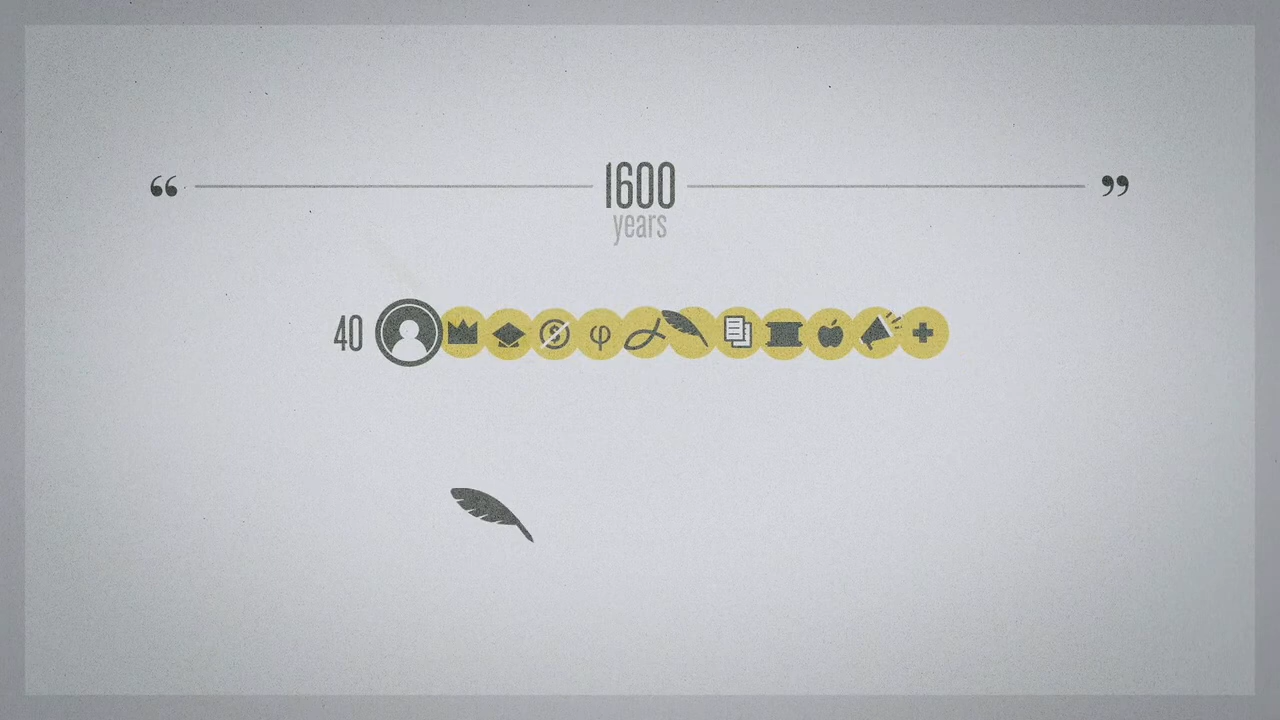 “ 1600 ”
years
40 φ